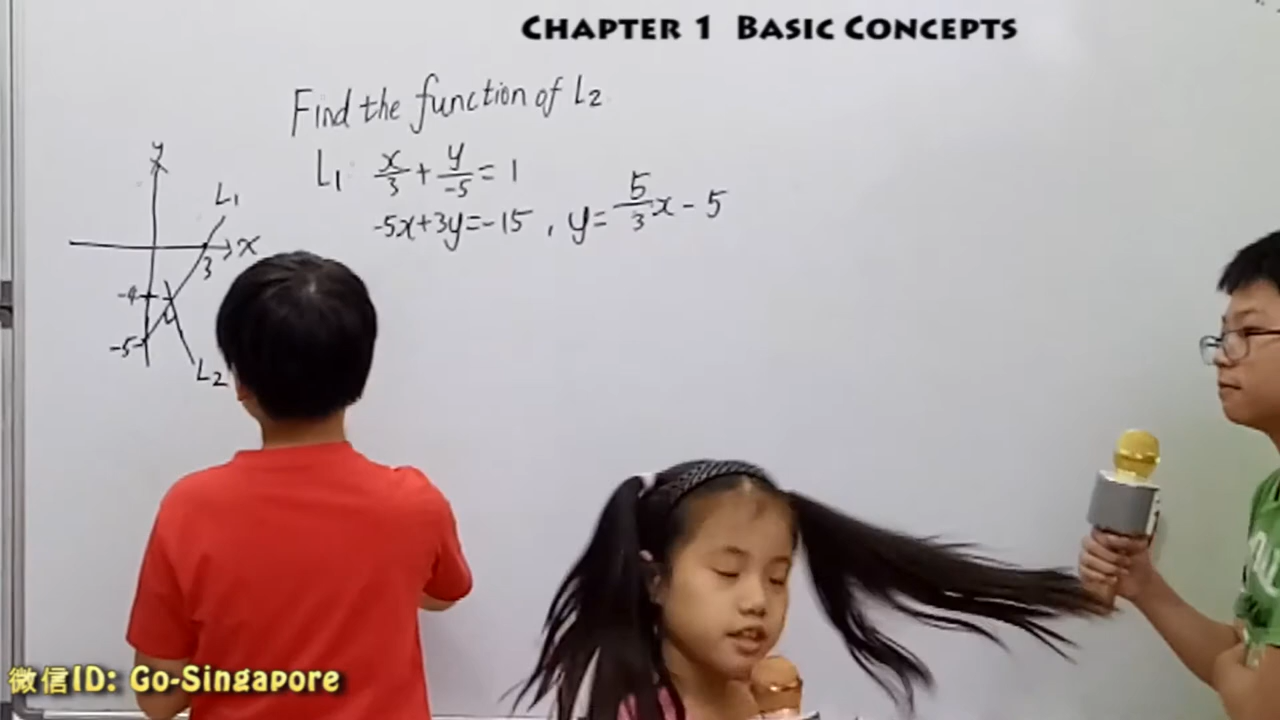 CHAPTER 1 BASIC CONCEPTS
Find the function of L2
L1: x/3 + y/-5 = 1
-5x+3y=-15, y=5/3x-5
y
L1
x
3
-4
-5
L2
微信ID: Go-Singapore